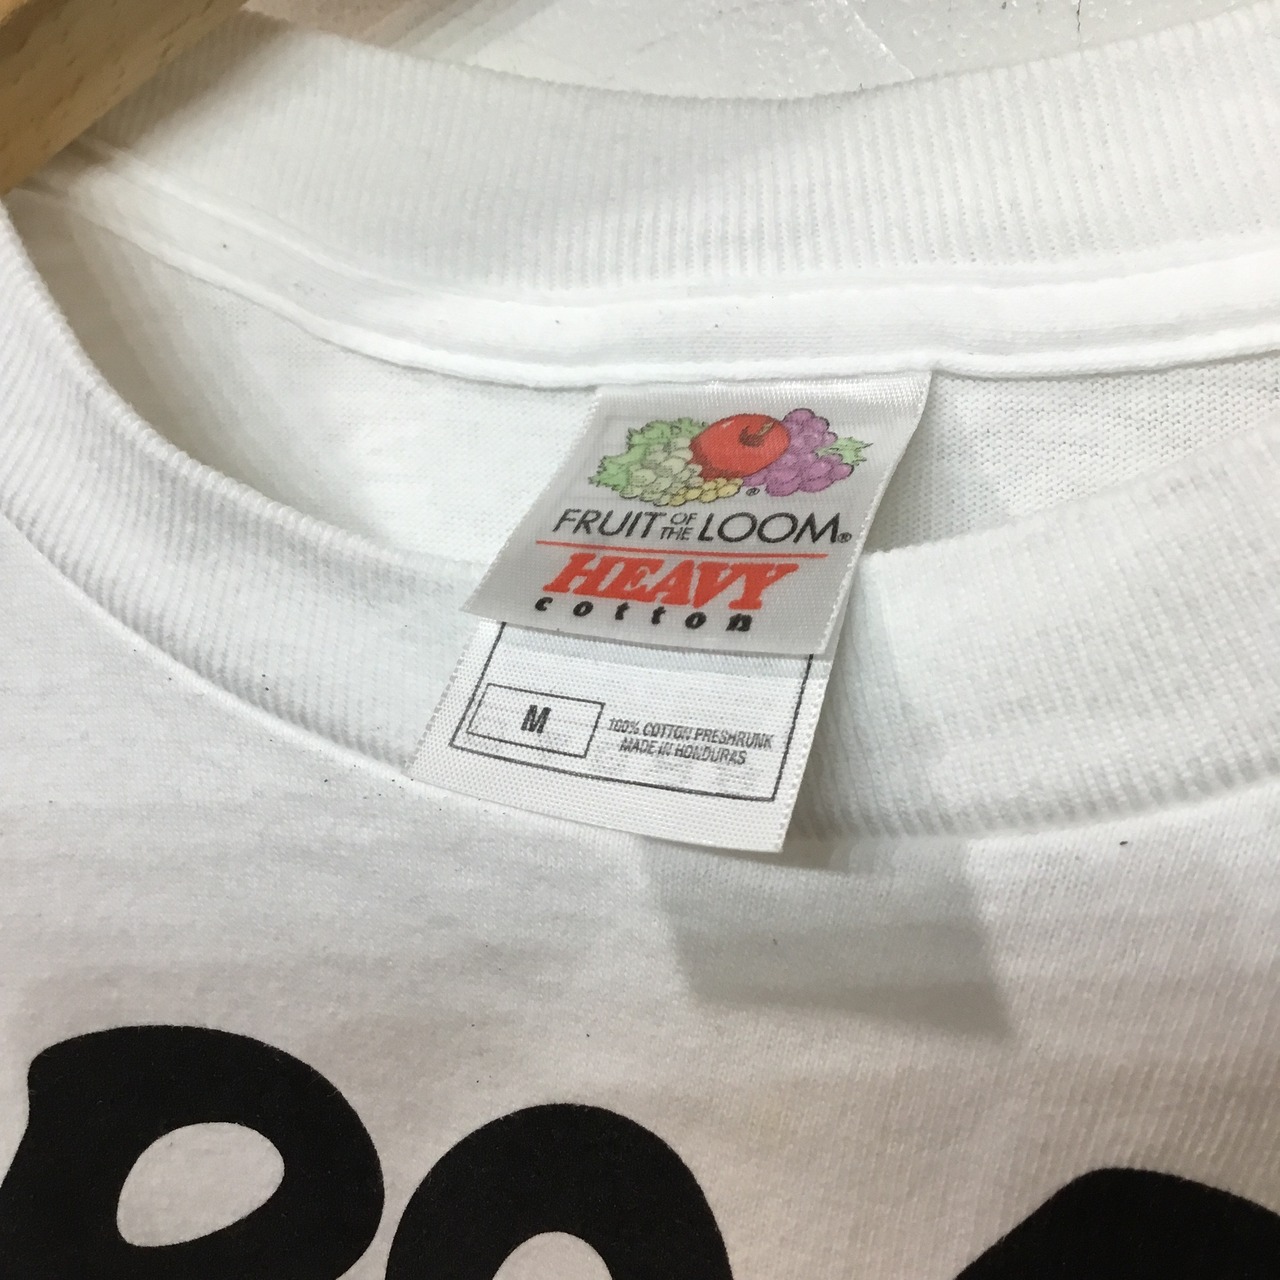 FRUIT OF THE LOOM®
HEAVY
cotton
M
100% COTTON PRESHRUNK
MADE IN HONDURAS